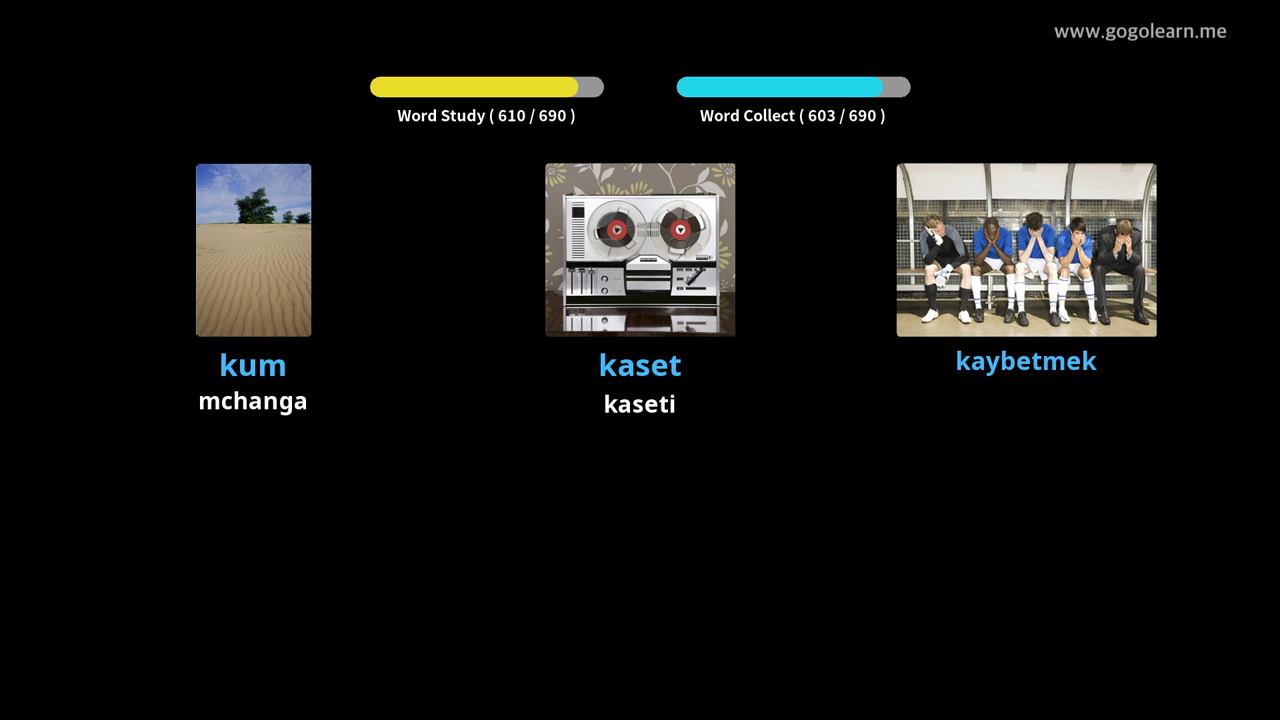 www.gogolearn.me
Word Study ( 610 / 690 )
Word Collect ( 603 / 690 )
kum
mchanga
kaset
kaseti
kaybetmek